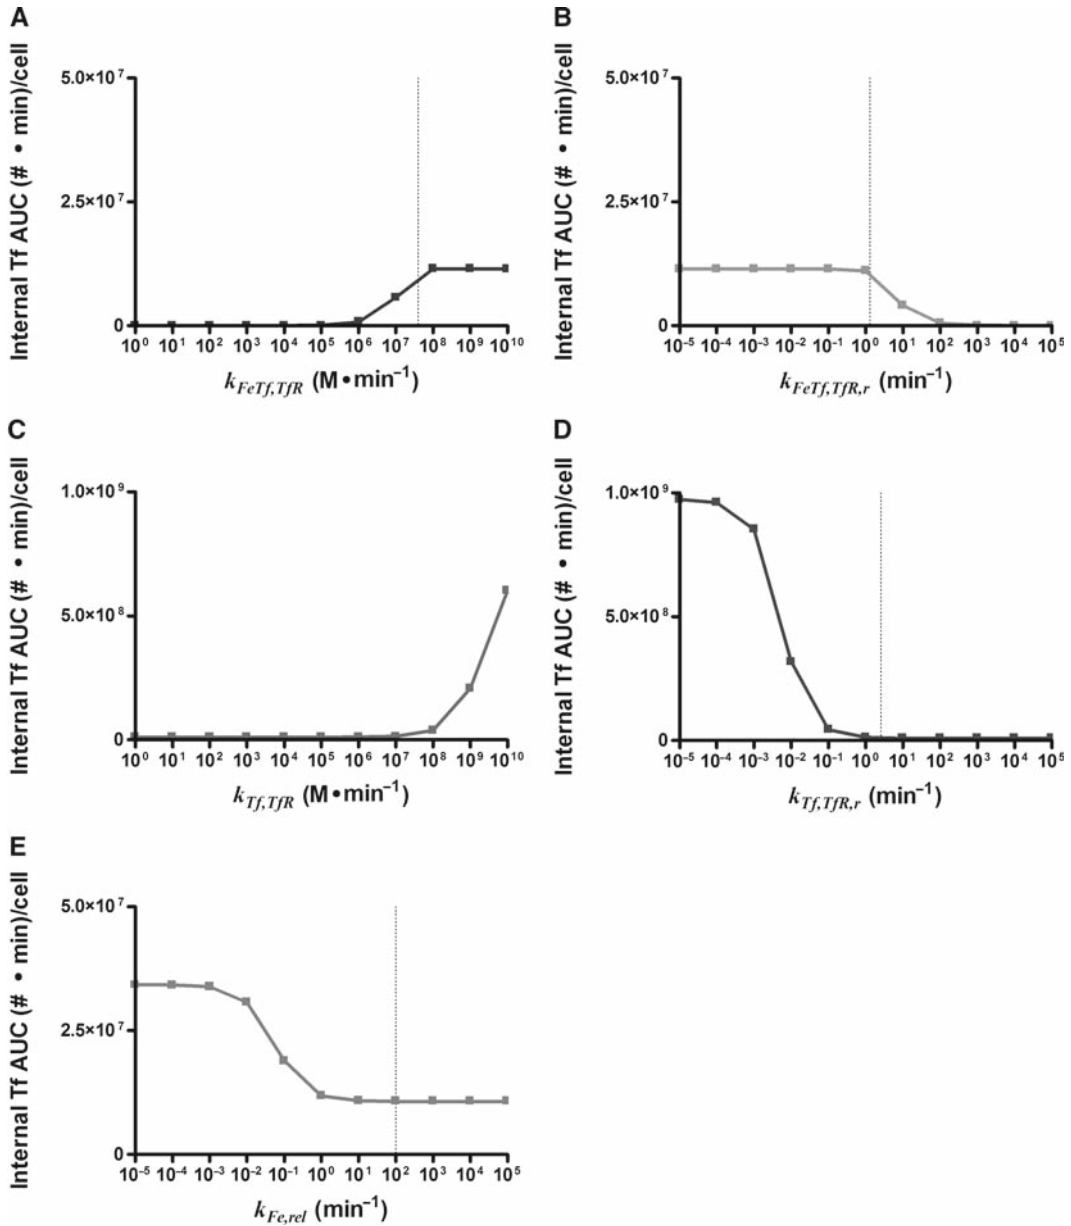 A
Internal Tf AUC (# • min)/cell
5.0×10⁷
2.5×10⁷
0
10⁰ 10¹ 10² 10³ 10⁴ 10⁵ 10⁶ 10⁷ 10⁸ 10⁹ 10¹⁰
k_FeTf,TfR (M•min⁻¹)
B
Internal Tf AUC (# • min)/cell
5.0×10⁷
2.5×10⁷
0
10⁻⁵ 10⁻⁴ 10⁻³ 10⁻² 10⁻¹ 10⁰ 10¹ 10² 10³ 10⁴ 10⁵
k_FeTf,TfR,r (min⁻¹)
C
Internal Tf AUC (# • min)/cell
1.0×10⁹
5.0×10⁸
0
10⁰ 10¹ 10² 10³ 10⁴ 10⁵ 10⁶ 10⁷ 10⁸ 10⁹ 10¹⁰
k_Tf,TfR (M•min⁻¹)
D
Internal Tf AUC (# • min)/cell
1.0×10⁹
5.0×10⁸
0
10⁻⁵ 10⁻⁴ 10⁻³ 10⁻² 10⁻¹ 10⁰ 10¹ 10² 10³ 10⁴ 10⁵
k_Tf,TfR,r (min⁻¹)
E
Internal Tf AUC (# • min)/cell
5.0×10⁷
2.5×10⁷
0
10⁻⁵ 10⁻⁴ 10⁻³ 10⁻² 10⁻¹ 10⁰ 10¹ 10² 10³ 10⁴ 10⁵
k_Fe,rel (min⁻¹)